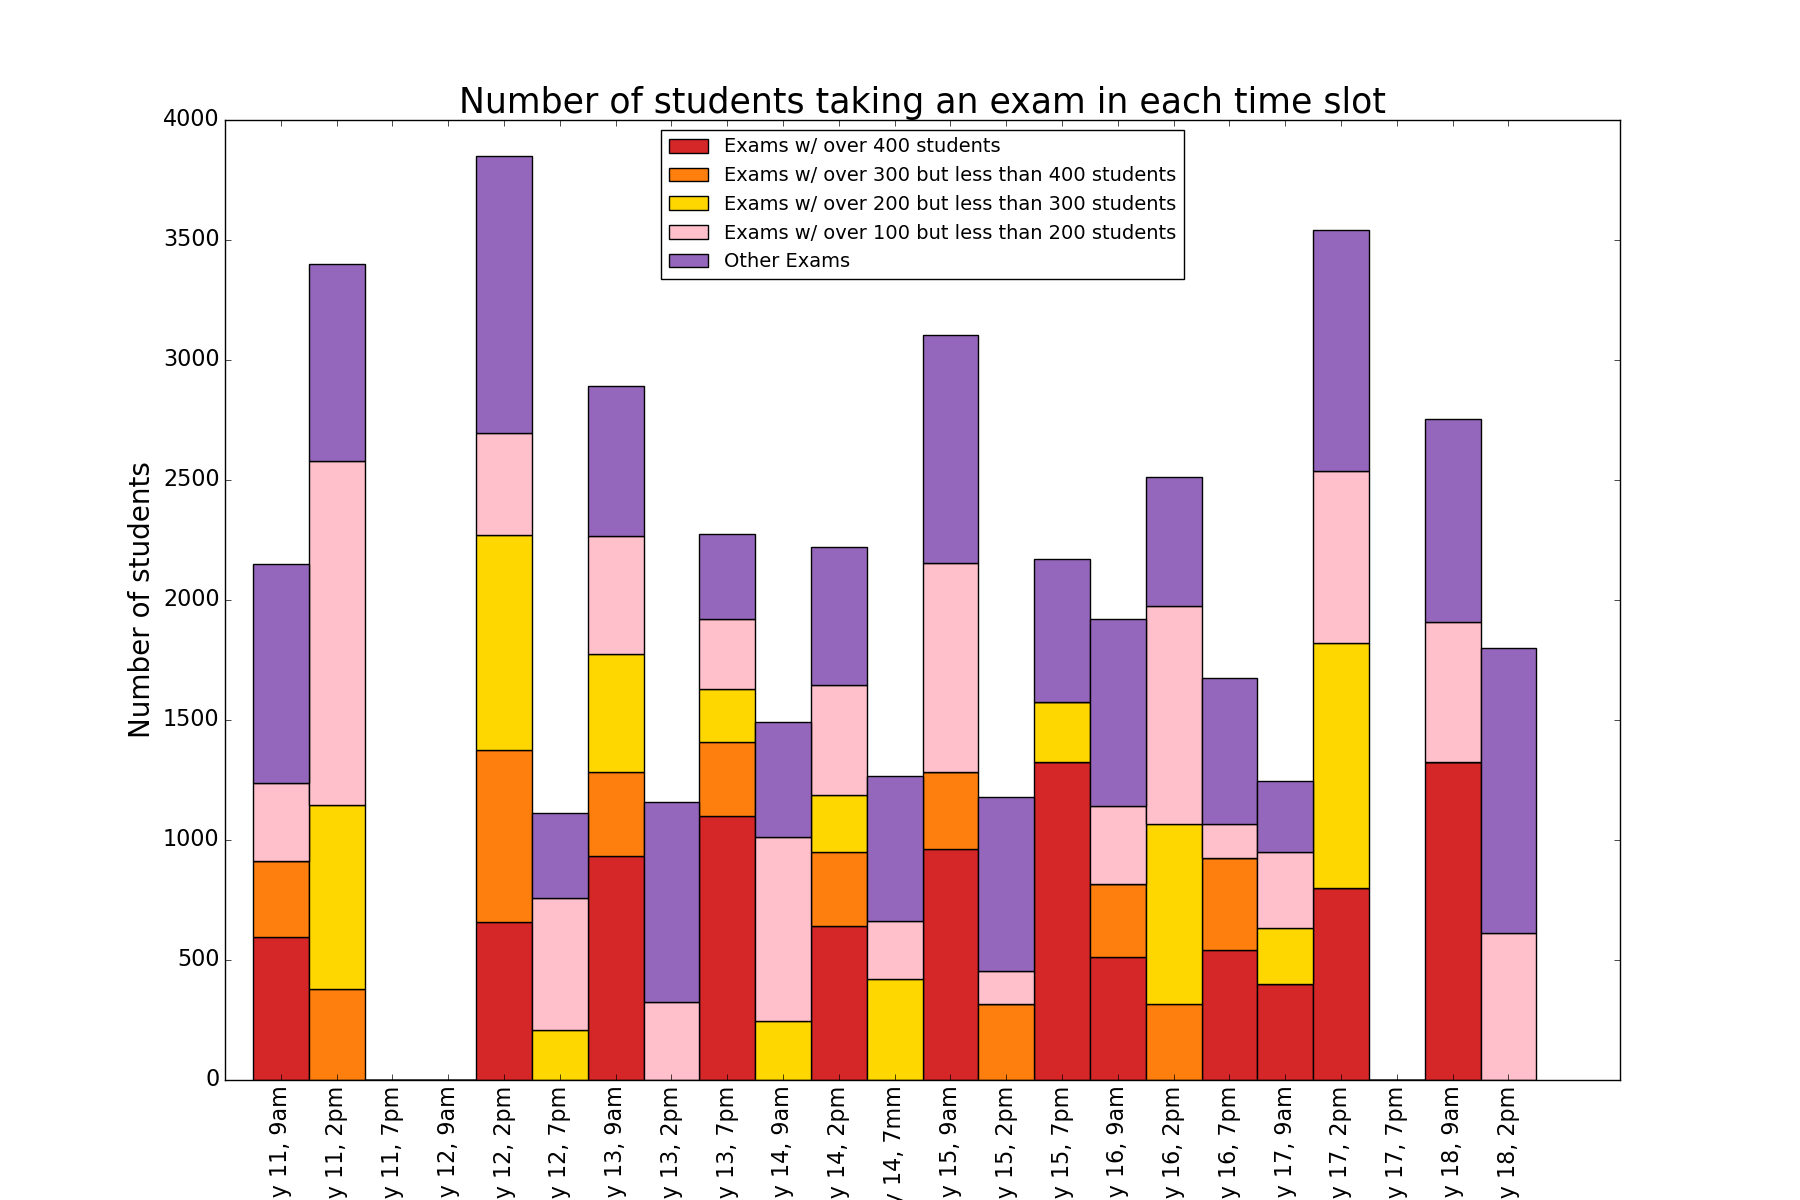 Number of students taking an exam in each time slot
4000
3500
3000
2500
2000
1500
1000
500
0
Number of students
Exams w/ over 400 students
Exams w/ over 300 but less than 400 students
Exams w/ over 200 but less than 300 students
Exams w/ over 100 but less than 200 students
Other Exams
y 11, 9am
y 11, 2pm
y 11, 7pm
y 12, 9am
y 12, 2pm
y 12, 7pm
y 13, 9am
y 13, 2pm
y 13, 7pm
y 14, 9am
y 14, 2pm
y 14, 7mm
y 15, 9am
y 15, 2pm
y 15, 7pm
y 16, 9am
y 16, 2pm
y 16, 7pm
y 17, 9am
y 17, 2pm
y 17, 7pm
y 18, 9am
y 18, 2pm